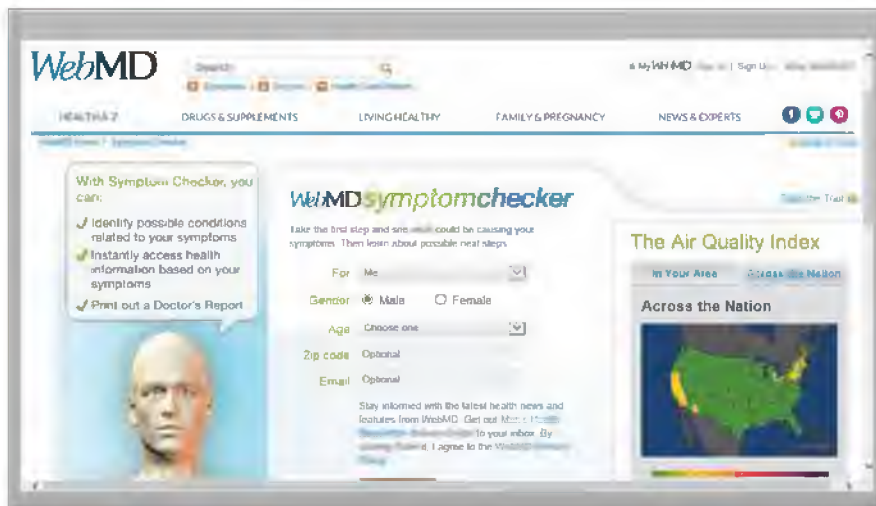 WebMD
Search
My WebMD Sign Up
HEALTH A-Z DRUGS & SUPPLEMENTS LIVING HEALTHY FAMILY & PREGNANCY NEWS & EXPERTS
With Symptom Checker, you
can:
Identify possible conditions
related to your symptoms
Instantly access health
information based on your
symptoms
Print out a Doctor's Report
WebMDsymptomchecker
Take the first step and see could be causing your
symptoms. Then learn about possible next steps
For Me
Gender Male Female
Age Choose one
Zip code Optional
Email Optional
Stay informed with the latest health news and
features from WebMD. Get our
to your inbox. By
I agree to the
The Air Quality Index
In Your Area Across the Nation
Across the Nation